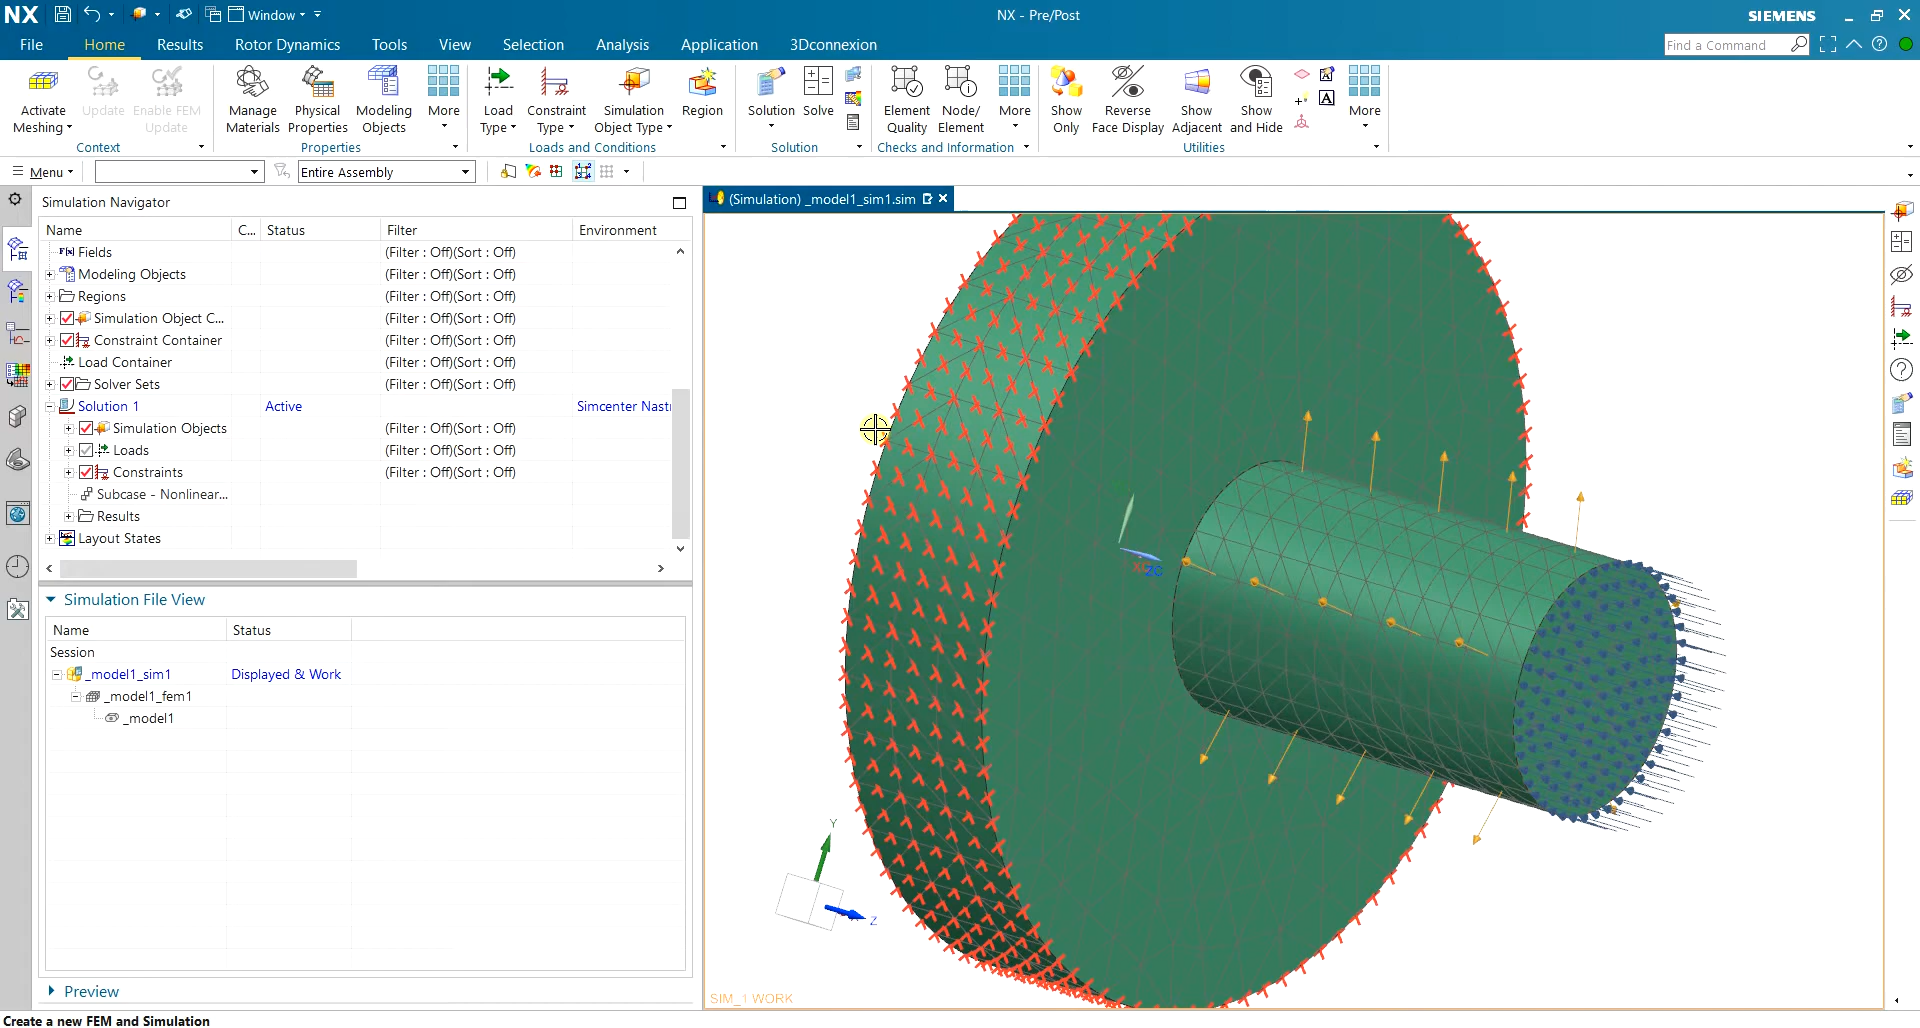 NX
Window
NX - Pre/Post
SIEMENS
File
Home
Results
Rotor Dynamics
Tools
View
Selection
Analysis
Application
3Dconnexion
Find a Command
Activate Meshing
Update
Enable FEM Update
Context
Manage Materials
Physical Properties
Modeling Objects
More
Properties
Load Type
Constraint Type
Simulation Object Type
Region
Loads and Conditions
Solution
Solve
Solution
Element Quality
Node/ Element
More
Checks and Information
Show Only
Reverse Face Display
Show Adjacent
Show and Hide
More
Utilities
Menu
Entire Assembly
Simulation Navigator
(Simulation) _model1_sim1.sim
Name C... Status Filter Environment
Fields (Filter : Off)(Sort : Off)
Modeling Objects (Filter : Off)(Sort : Off)
Regions (Filter : Off)(Sort : Off)
Simulation Object C... (Filter : Off)(Sort : Off)
Constraint Container (Filter : Off)(Sort : Off)
Load Container (Filter : Off)(Sort : Off)
Solver Sets (Filter : Off)(Sort : Off)
Solution 1 Active Simcenter Nast
Simulation Objects (Filter : Off)(Sort : Off)
Loads (Filter : Off)(Sort : Off)
Constraints (Filter : Off)(Sort : Off)
Subcase - Nonlinear...
Results
Layout States
Simulation File View
Name Status
Session
_model1_sim1 Displayed & Work
_model1_fem1
_model1
Preview
XC
ZC
Y
Z
SIM_1 WORK
Create a new FEM and Simulation